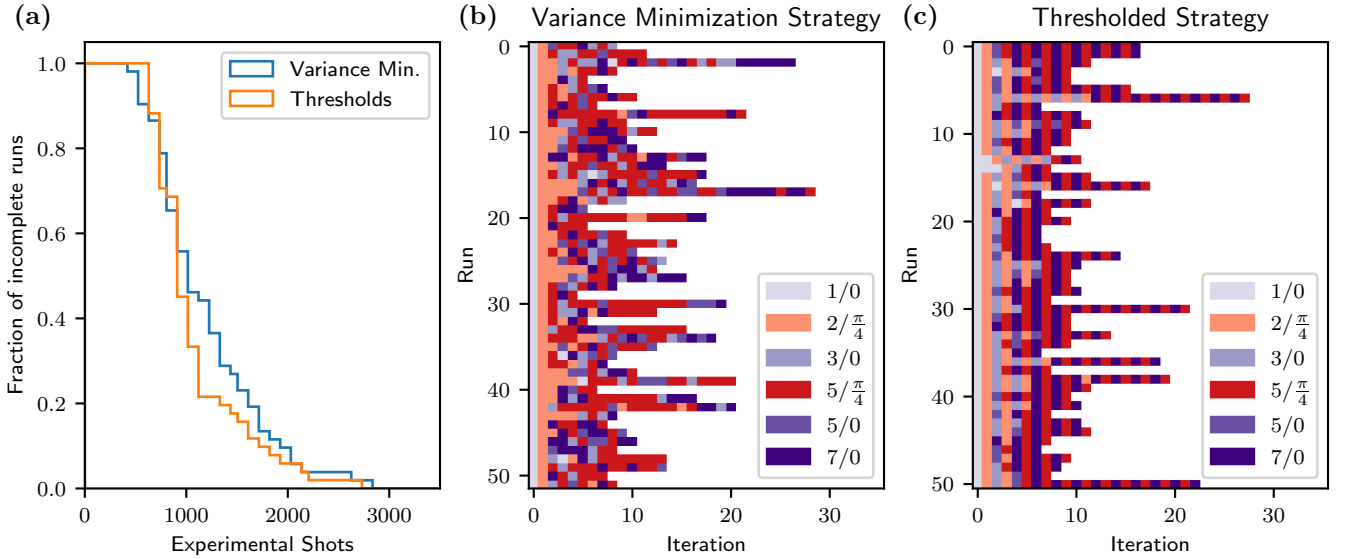 (a)
Fraction of incomplete runs
1.0
0.8
0.6
0.4
0.2
0.0
0
1000
2000
3000
Experimental Shots
Variance Min.
Thresholds
(b)
Variance Minimization Strategy
Run
0
10
20
30
40
50
0
10
20
30
Iteration
1/0
2/π/4
3/0
5/π/4
5/0
7/0
(c)
Thresholded Strategy
Run
0
10
20
30
40
50
0
10
20
30
Iteration
1/0
2/π/4
3/0
5/π/4
5/0
7/0